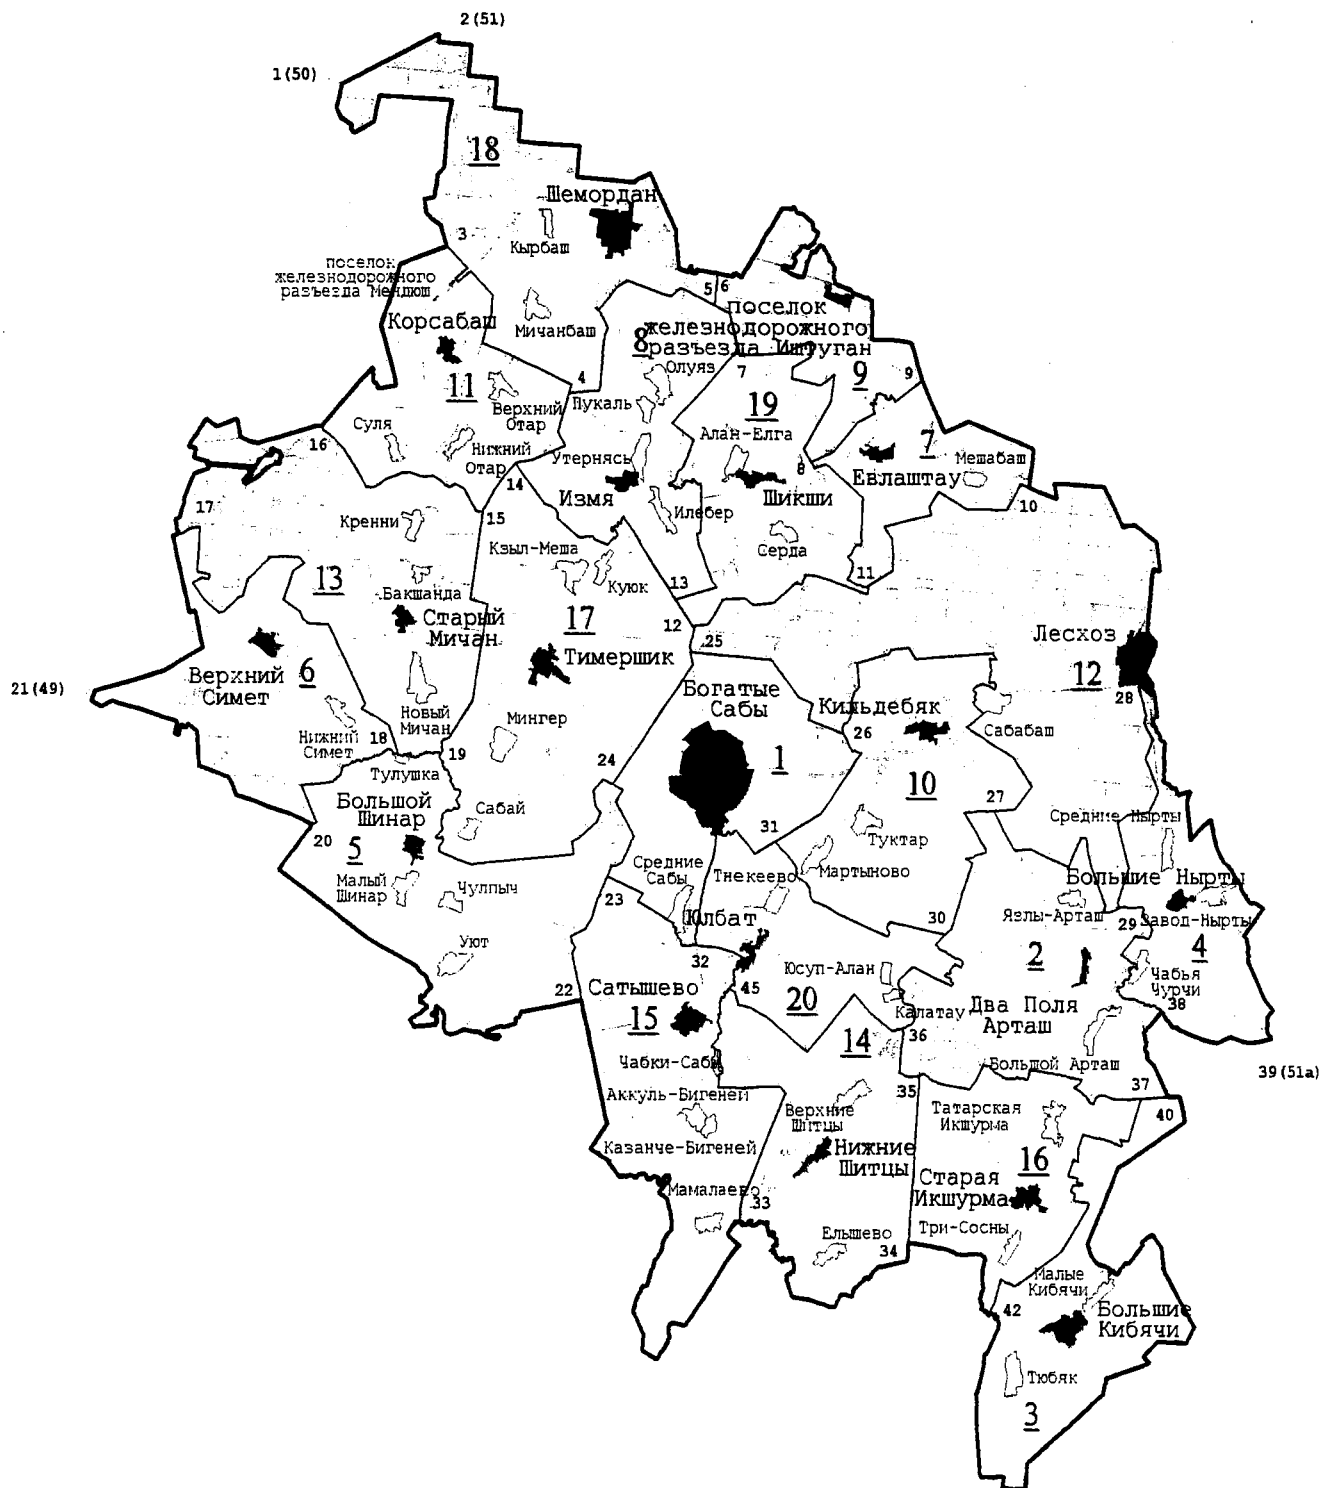 2(51)
1(50)
18
Шемордан
3
Кырбаш
поселок
железнодорожного
разъезда Мендюш
5
6
Мичанбаш
Корсабаш
поселок
железнодорожного
разъезда Иштуган
8
Олуяз
7
9
9
4
11
Верхний
Отар
Пукаль
19
Суля
16
Нижний
Отар
Алан-Елга
8
7
Утернясь
Мешабаш
Евлаштау
14
Измя
Шикши
10
17
15
Кренни
Илебер
Серда
Кзыл-Меша
Куюк
13
11
13
Бакшанда
Старый
Мичан
17
12
25
Лесхоз
12
Тимершик
28
21(49)
Верхний
Симет
6
Богатые
Сабы
Кильдебяк
Новый
Мичан
Мингер
26
Сабабаш
Нижний
Симет
18
19
24
1
10
Тулушка
Большой
Шинар
Сабай
27
31
Средние Нырты
20
5
Туктар
Мартыново
Средние
Сабы
Тнекеево
Малый
Шинар
Чулпыч
Большие Нырты
23
Юлбат
30
Язлы-Арташ
29
Завод-Нырты
Уют
32
2
4
Юсуп-Алан
Чабья
Чурчи
22
Сатышево
45
20
Калатау
Два Поля
Арташ
38
15
14
36
Чабки-Сабы
Большой Арташ
39(51а)
Аккуль-Бигеней
35
37
Верхние
Шитцы
Татарская
Икшурма
40
Казанче-Бигеней
Нижние
Шитцы
16
Старая
Икшурма
Мамалаево
33
Три-Сосны
Елышево
34
Малые
Кибячи
42
Большие
Кибячи
Тюбяк
3